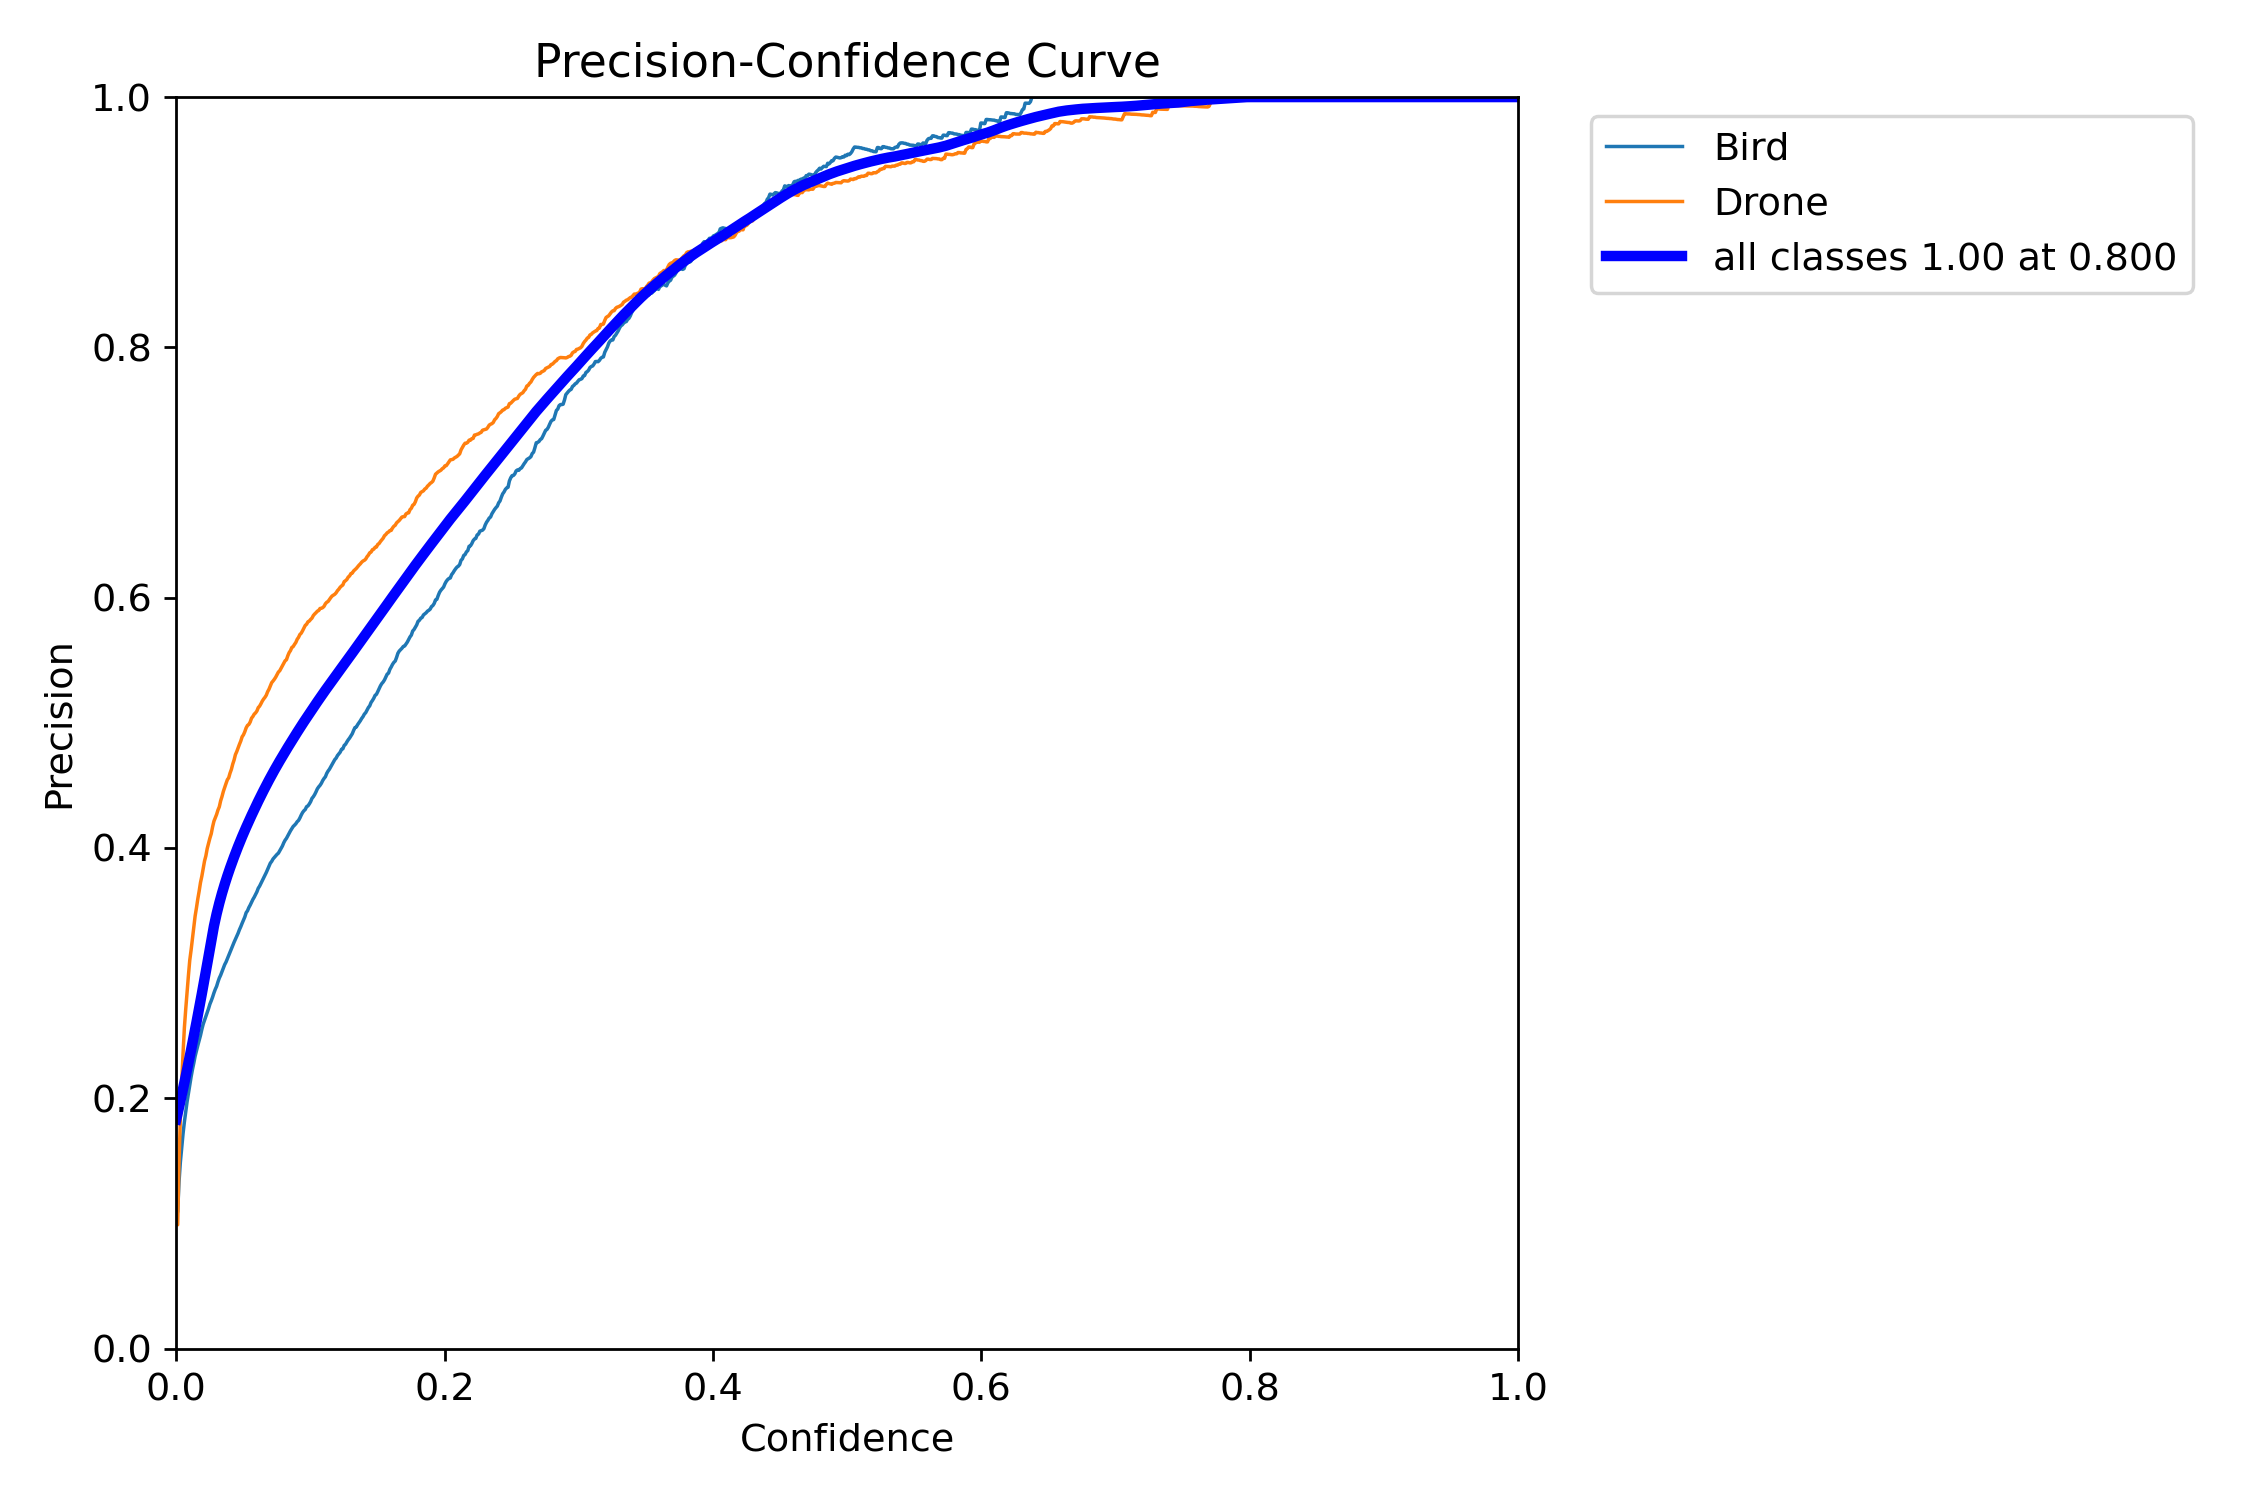 Precision-Confidence Curve
1.0
0.8
0.6
0.4
0.2
0.0
Precision
0.0 0.2 0.4 0.6 0.8 1.0
Confidence
Bird
Drone
all classes 1.00 at 0.800